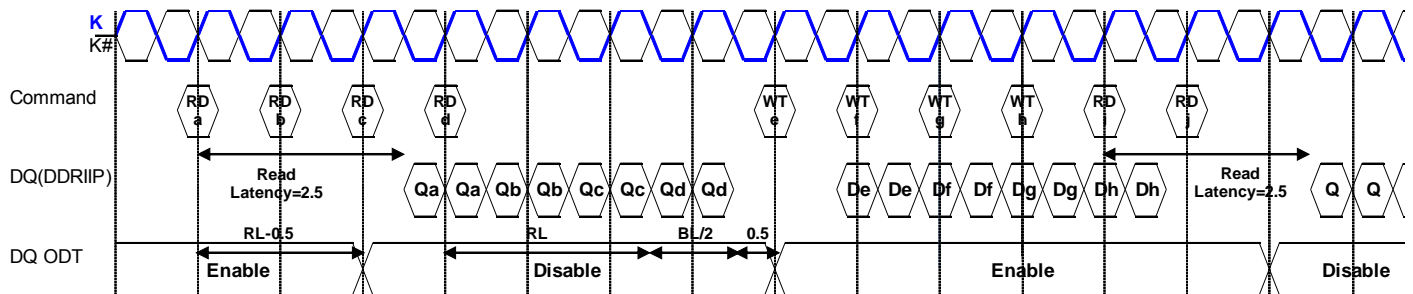 K
K#
Command
RD a RD b RD c RD d WT e WT f WT g WT h RD i RD j
DQ(DDRIIP)
Read
Latency=2.5
Qa Qa Qb Qb Qc Qc Qd Qd De De Df Df Dg Dg Dh Dh
Read
Latency=2.5
Q Q
RL-0.5 RL BL/2 0.5
DQ ODT
Enable Disable Enable Disable